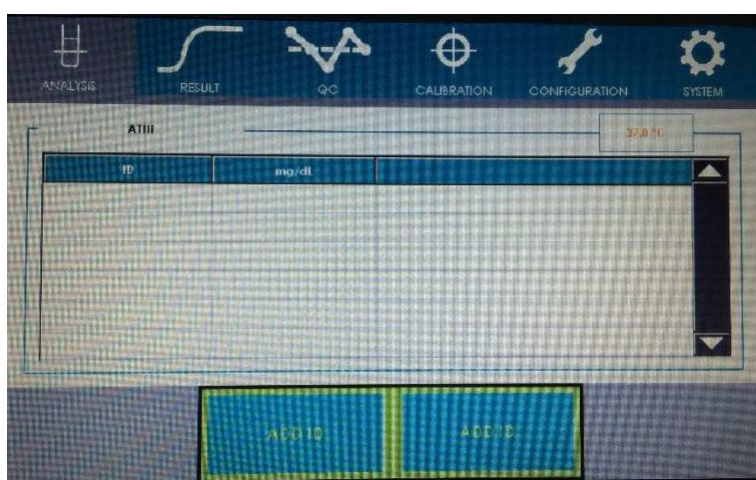 ANALYSIS RESULT QC CALIBRATION CONFIGURATION SYSTEM
ATIII 37.0 °C
ID mg/dL
ADD ID ADD ID